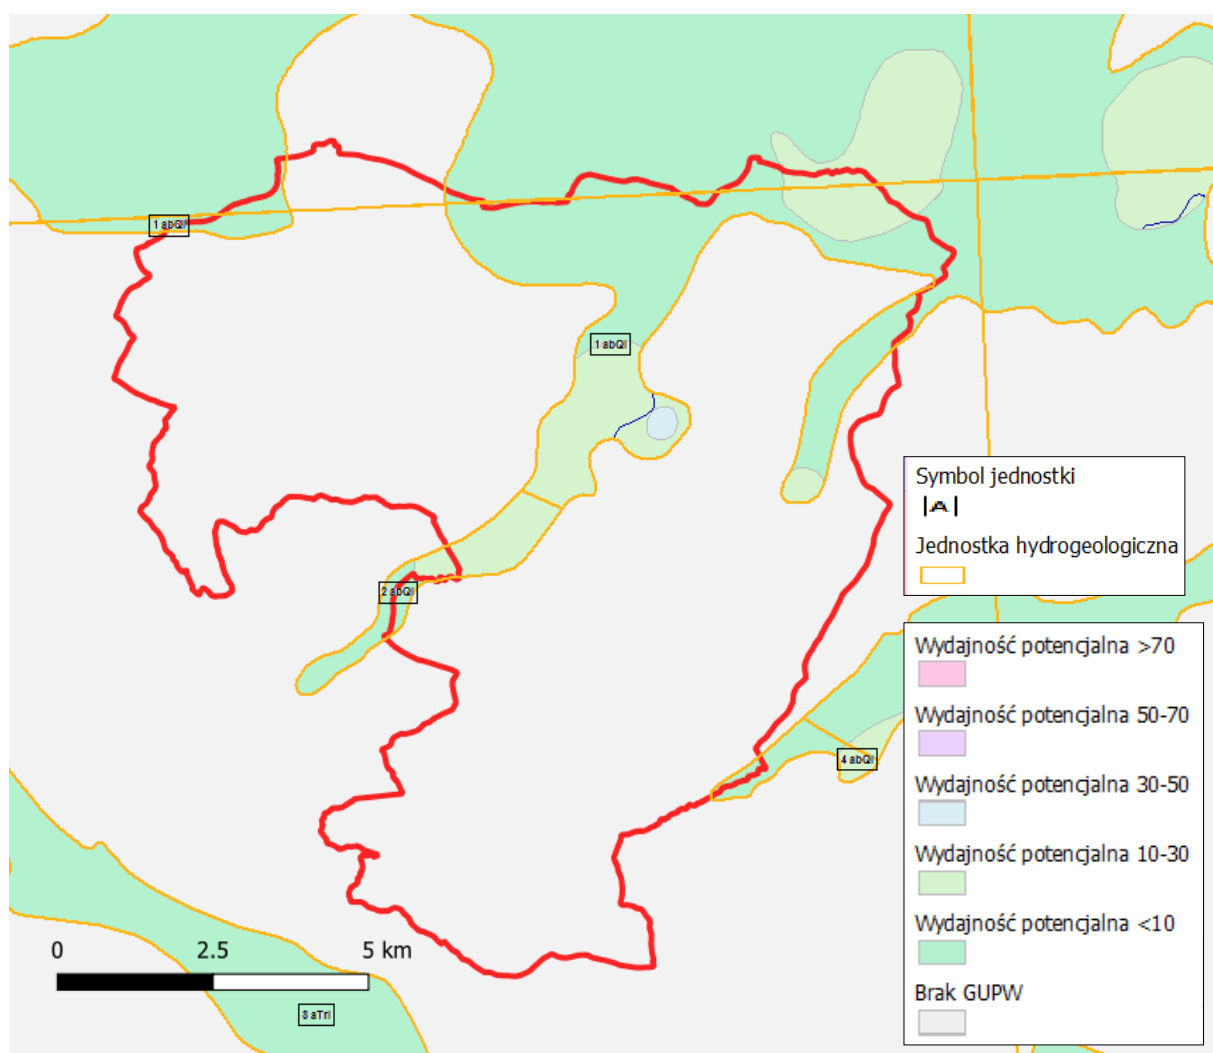 1 abQI
1 abQI
Symbol jednostki
|A|
Jednostka hydrogeologiczna
2 abQI
Wydajność potencjalna >70
Wydajność potencjalna 50-70
4 abQI
Wydajność potencjalna 30-50
Wydajność potencjalna 10-30
Wydajność potencjalna <10
0 2.5 5 km
Brak GUPW
3 aTrI